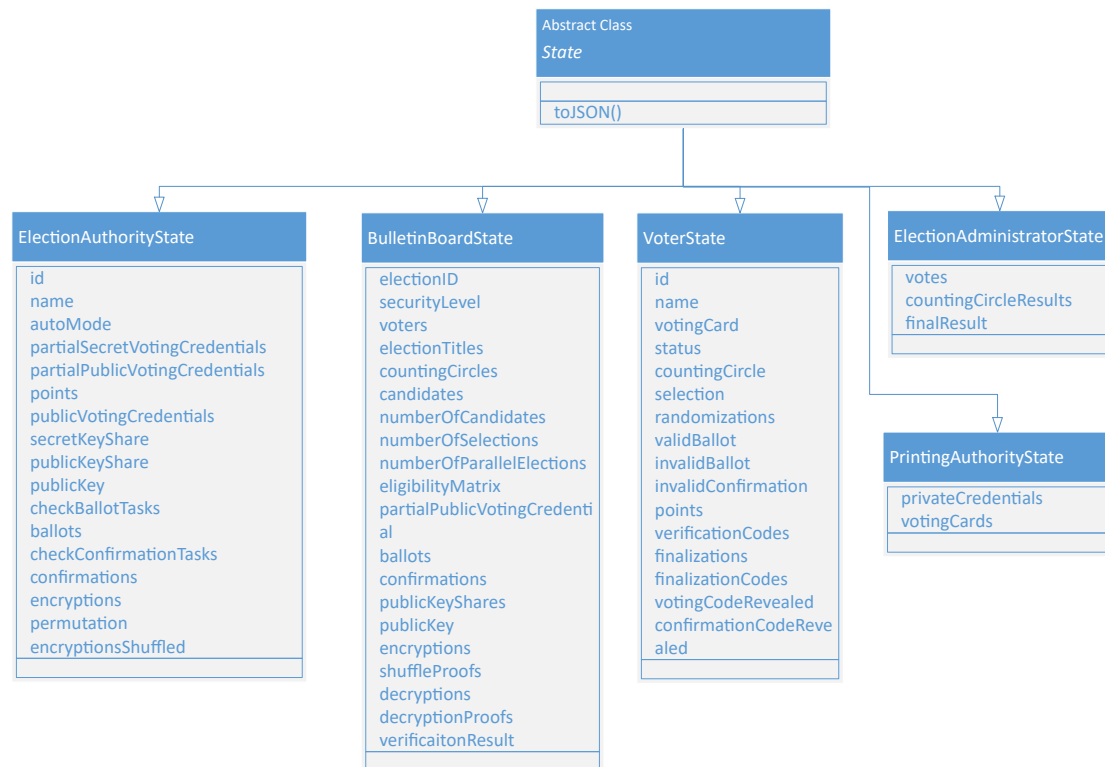 Abstract Class
State
toJSON()
ElectionAuthorityState
id
name
autoMode
partialSecretVotingCredentials
partialPublicVotingCredentials
points
publicVotingCredentials
secretKeyShare
publicKeyShare
publicKey
checkBallotTasks
ballots
checkConfirmationTasks
confirmations
encryptions
permutation
encryptionsShuffled
BulletinBoardState
electionID
securityLevel
voters
electionTitles
countingCircles
candidates
numberOfCandidates
numberOfSelections
numberOfParallelElections
eligibilityMatrix
partialPublicVotingCredenti
al
ballots
confirmations
publicKeyShares
publicKey
encryptions
shuffleProofs
decryptions
decryptionProofs
verificaitonResult
VoterState
id
name
votingCard
status
countingCircle
selection
randomizations
validBallot
invalidBallot
invalidConfirmation
points
verificationCodes
finalizations
finalizationCodes
votingCodeRevealed
confirmationCodeReve
aled
ElectionAdministratorState
votes
countingCircleResults
finalResult
PrintingAuthorityState
privateCredentials
votingCards